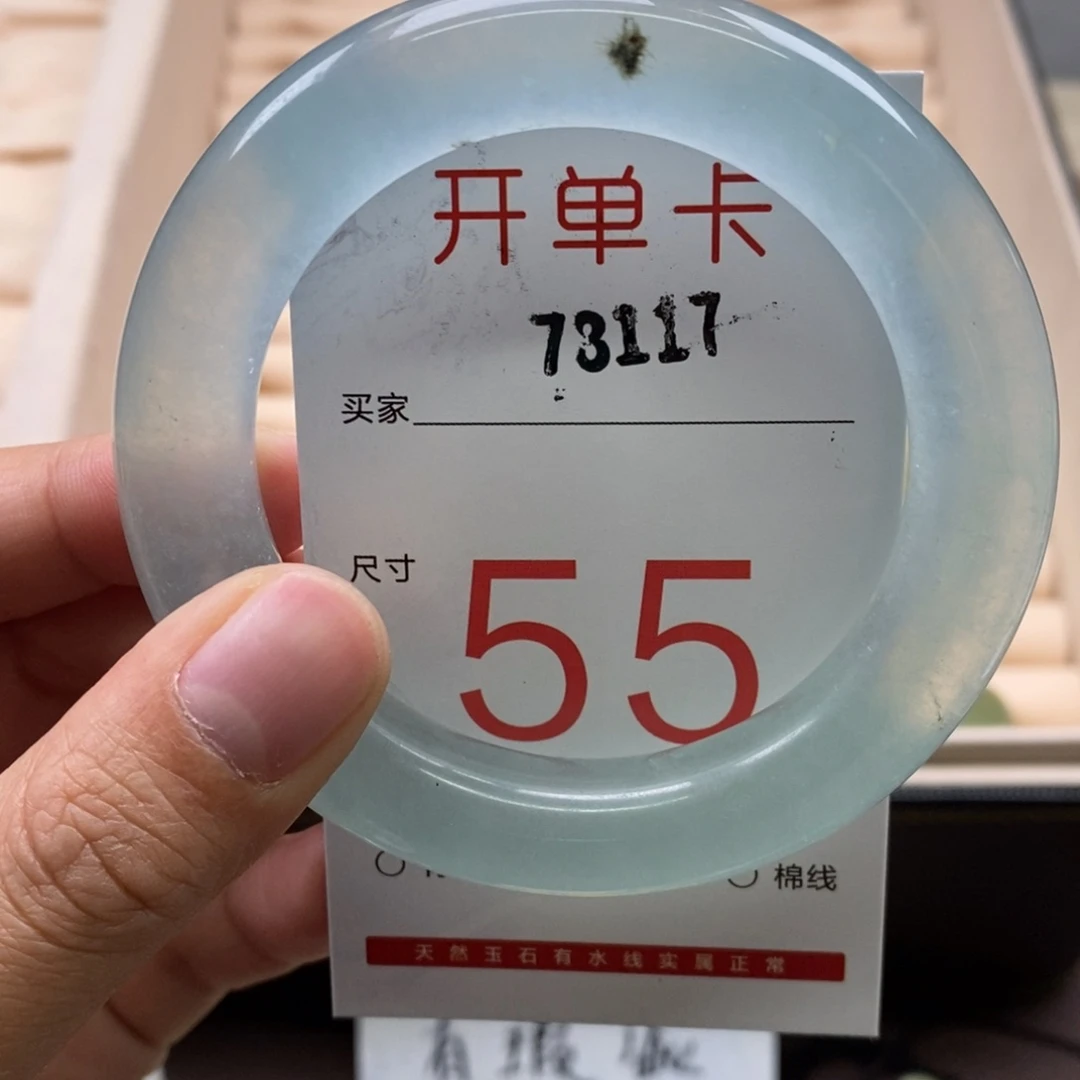 开单卡
73117
买家
尺寸
55
棉线
天然玉石有水线实属正常